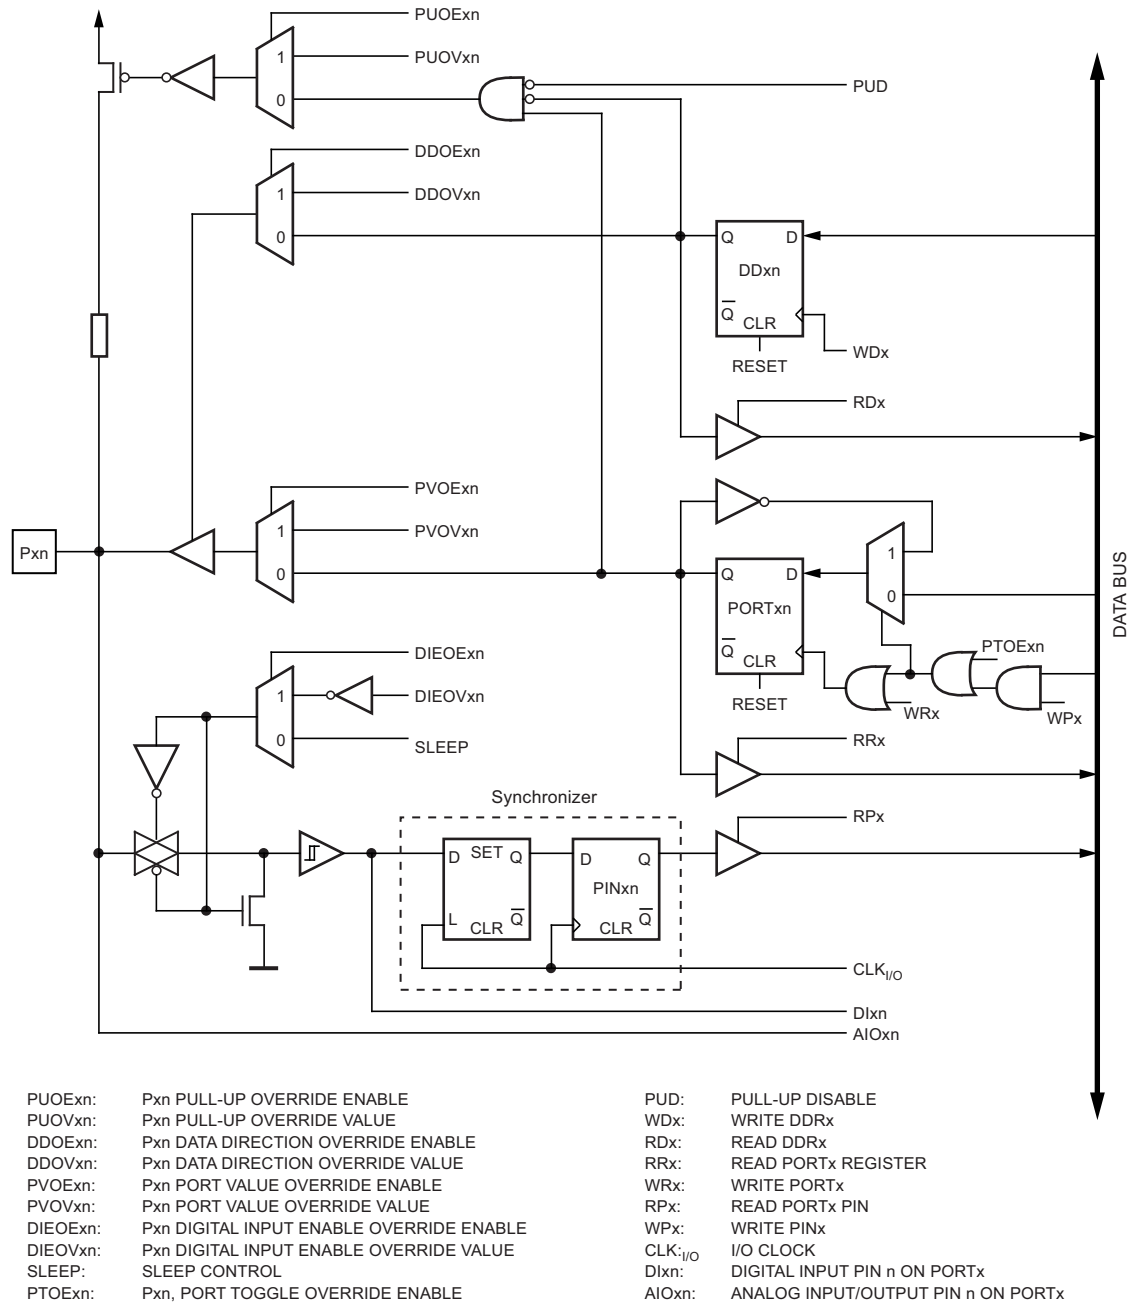 PUOExn
1
PUOVxn
0
PUD
DDOExn
1
DDOVxn
0
Q D
DDxn
Q
CLR
WDx
RESET
RDx
PVOExn
1
PVOVxn
0
Pxn
1
0
Q D
PORTxn
Q
CLR
RESET
PTOExn
WRx
WPx
DATA BUS
DIEOExn
1
DIEOVxn
0
SLEEP
RRx
Synchronizer
RPx
D SET Q
L
CLR Q
D Q
PINxn
CLR Q
CLKI/O
DIxn
AIOxn
PUOExn: Pxn PULL-UP OVERRIDE ENABLE
PUOVxn: Pxn PULL-UP OVERRIDE VALUE
DDOExn: Pxn DATA DIRECTION OVERRIDE ENABLE
DDOVxn: Pxn DATA DIRECTION OVERRIDE VALUE
PVOExn: Pxn PORT VALUE OVERRIDE ENABLE
PVOVxn: Pxn PORT VALUE OVERRIDE VALUE
DIEOExn: Pxn DIGITAL INPUT ENABLE OVERRIDE ENABLE
DIEOVxn: Pxn DIGITAL INPUT ENABLE OVERRIDE VALUE
SLEEP: SLEEP CONTROL
PTOExn: Pxn, PORT TOGGLE OVERRIDE ENABLE
PUD: PULL-UP DISABLE
WDx: WRITE DDRx
RDx: READ DDRx
RRx: READ PORTx REGISTER
WRx: WRITE PORTx
RPx: READ PORTx PIN
WPx: WRITE PINx
CLK:I/O I/O CLOCK
DIxn: DIGITAL INPUT PIN n ON PORTx
AIOxn: ANALOG INPUT/OUTPUT PIN n ON PORTx